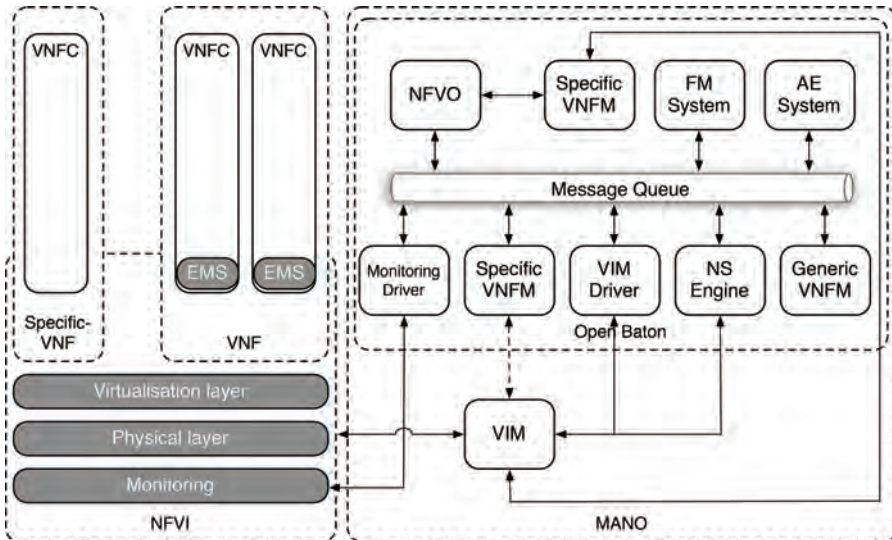 VNFC
VNFC
VNFC
EMS
EMS
Specific-
VNF
VNF
Virtualisation layer
Physical layer
Monitoring
NFVI
NFVO
Specific
VNFM
FM
System
AE
System
Message Queue
Monitoring
Driver
Specific
VNFM
VIM
Driver
NS
Engine
Generic
VNFM
Open Baton
VIM
MANO